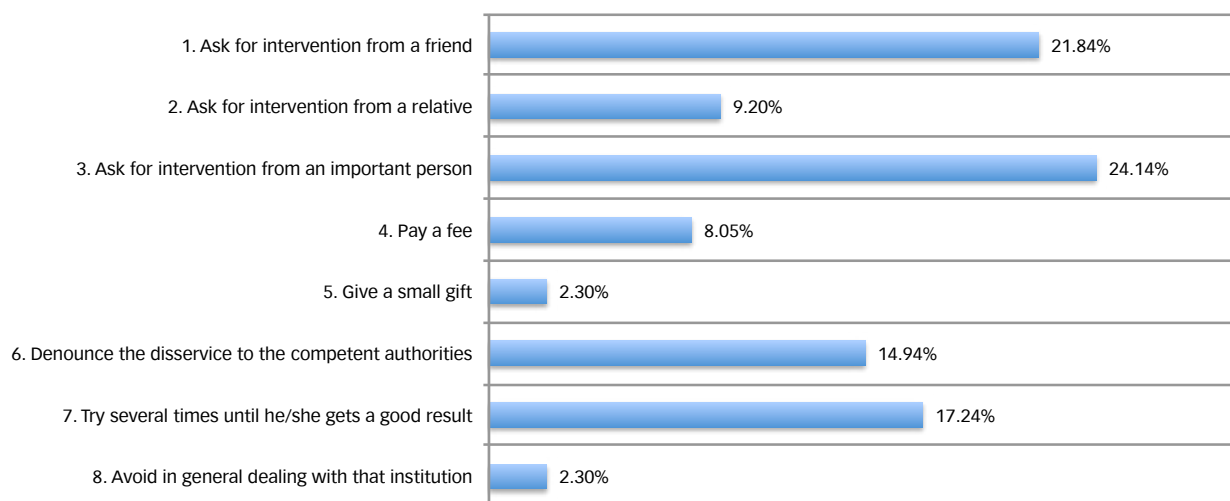 1. Ask for intervention from a friend 21.84%
2. Ask for intervention from a relative 9.20%
3. Ask for intervention from an important person 24.14%
4. Pay a fee 8.05%
5. Give a small gift 2.30%
6. Denounce the disservice to the competent authorities 14.94%
7. Try several times until he/she gets a good result 17.24%
8. Avoid in general dealing with that institution 2.30%